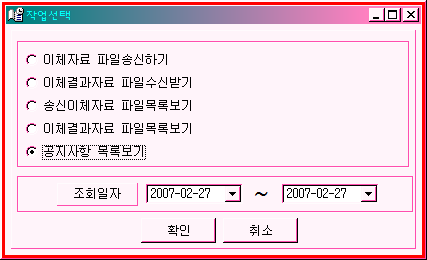 작업선택
이체자료 파일송신하기
이체결과자료 파일수신받기
송신이체자료 파일목록보기
이체결과자료 파일목록보기
공지사항 목록보기
조회일자 2007-02-27 ~ 2007-02-27
확인 취소